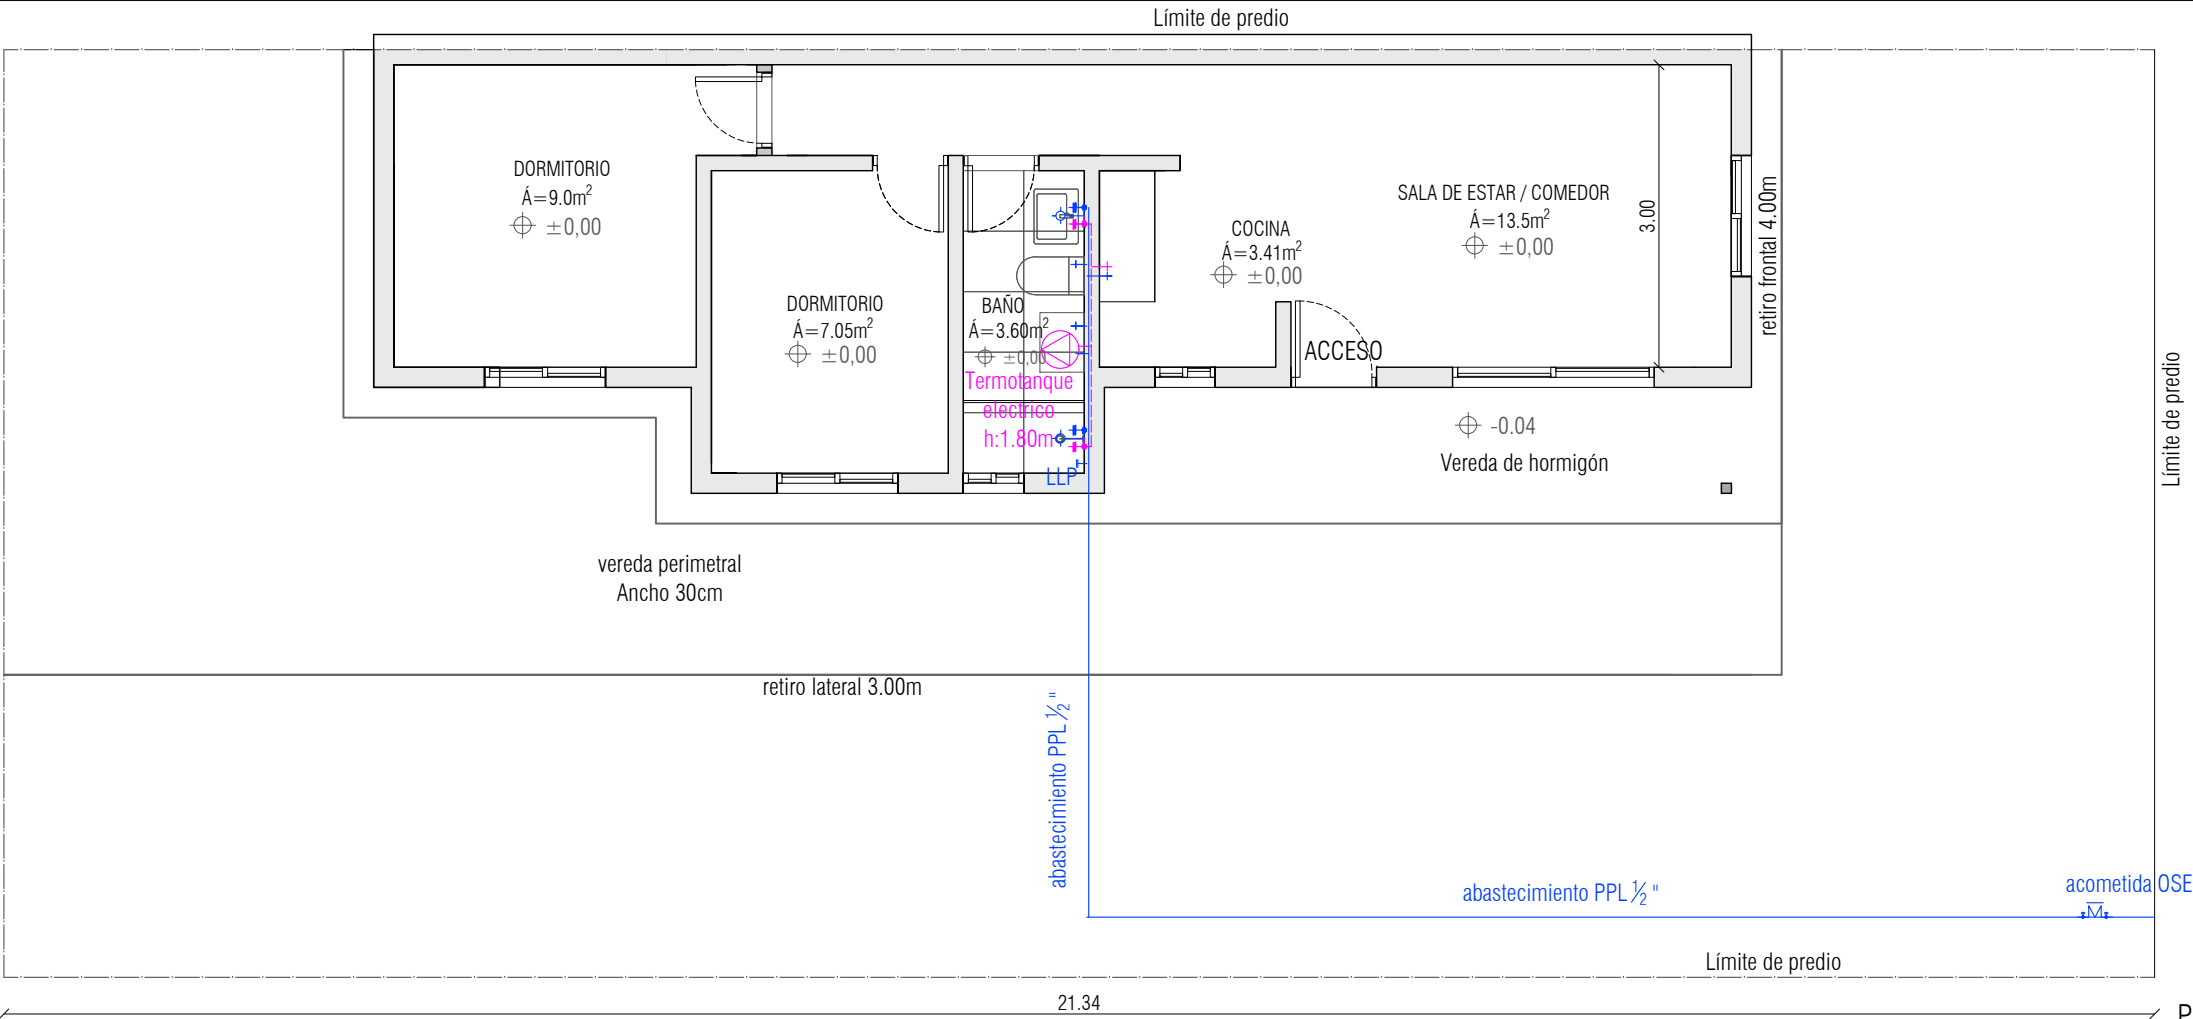 Límite de predio
DORMITORIO
Á=9.0m²
±0,00
DORMITORIO
Á=7.05m²
±0,00
BAÑO
Á=3.60m²
±0,00
Termotanque
electrico
h:1.80m
LLP
COCINA
Á=3.41m²
±0,00
SALA DE ESTAR / COMEDOR
Á=13.5m²
±0,00
3.00
retiro frontal 4.00m
ACCESO
-0.04
Vereda de hormigón
Límite de predio
vereda perimetral
Ancho 30cm
retiro lateral 3.00m
abastecimiento PPL ½"
abastecimiento PPL ½"
acometida OSE
M
Límite de predio
21.34
P